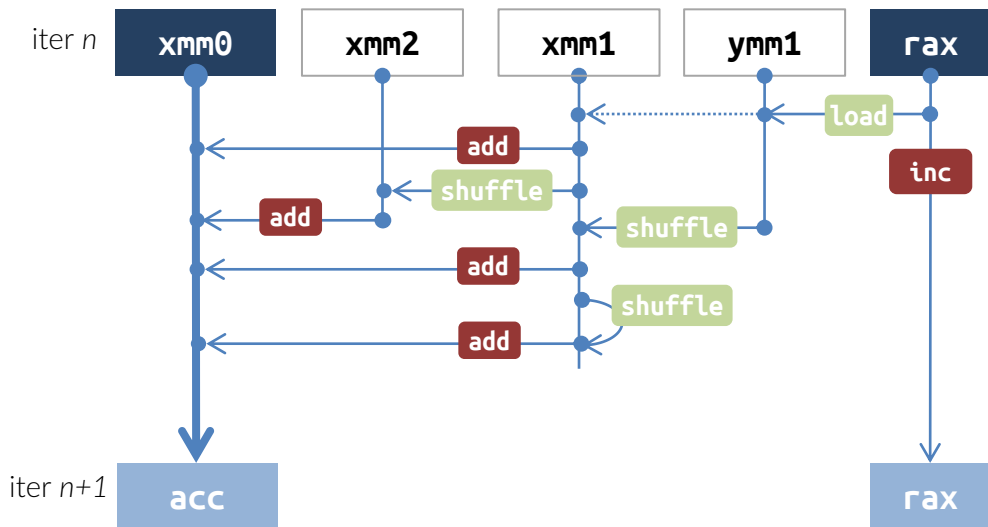 iter n xmm0 xmm2 xmm1 ymm1 rax
load
add
inc
shuffle
add
shuffle
add
shuffle
add
iter n+1 acc rax